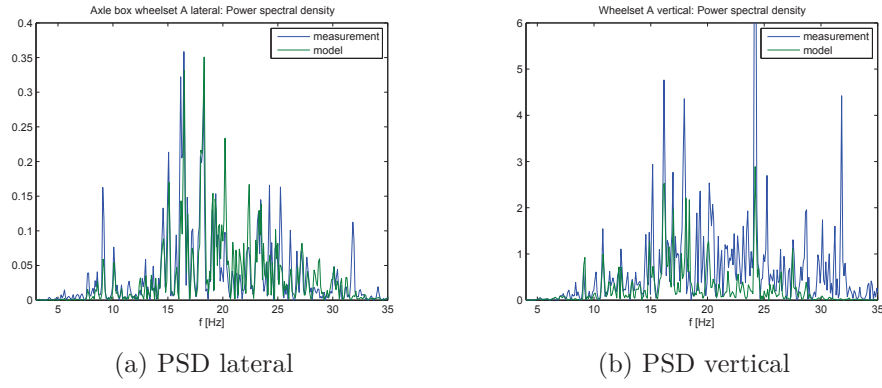 Axle box wheelset A lateral: Power spectral density
0.4
0.35
0.3
0.25
0.2
0.15
0.1
0.05
0
measurement
model
5 10 15 20 25 30 35
f [Hz]
(a) PSD lateral
Wheelset A vertical: Power spectral density
6
5
4
3
2
1
0
measurement
model
5 10 15 20 25 30 35
f [Hz]
(b) PSD vertical